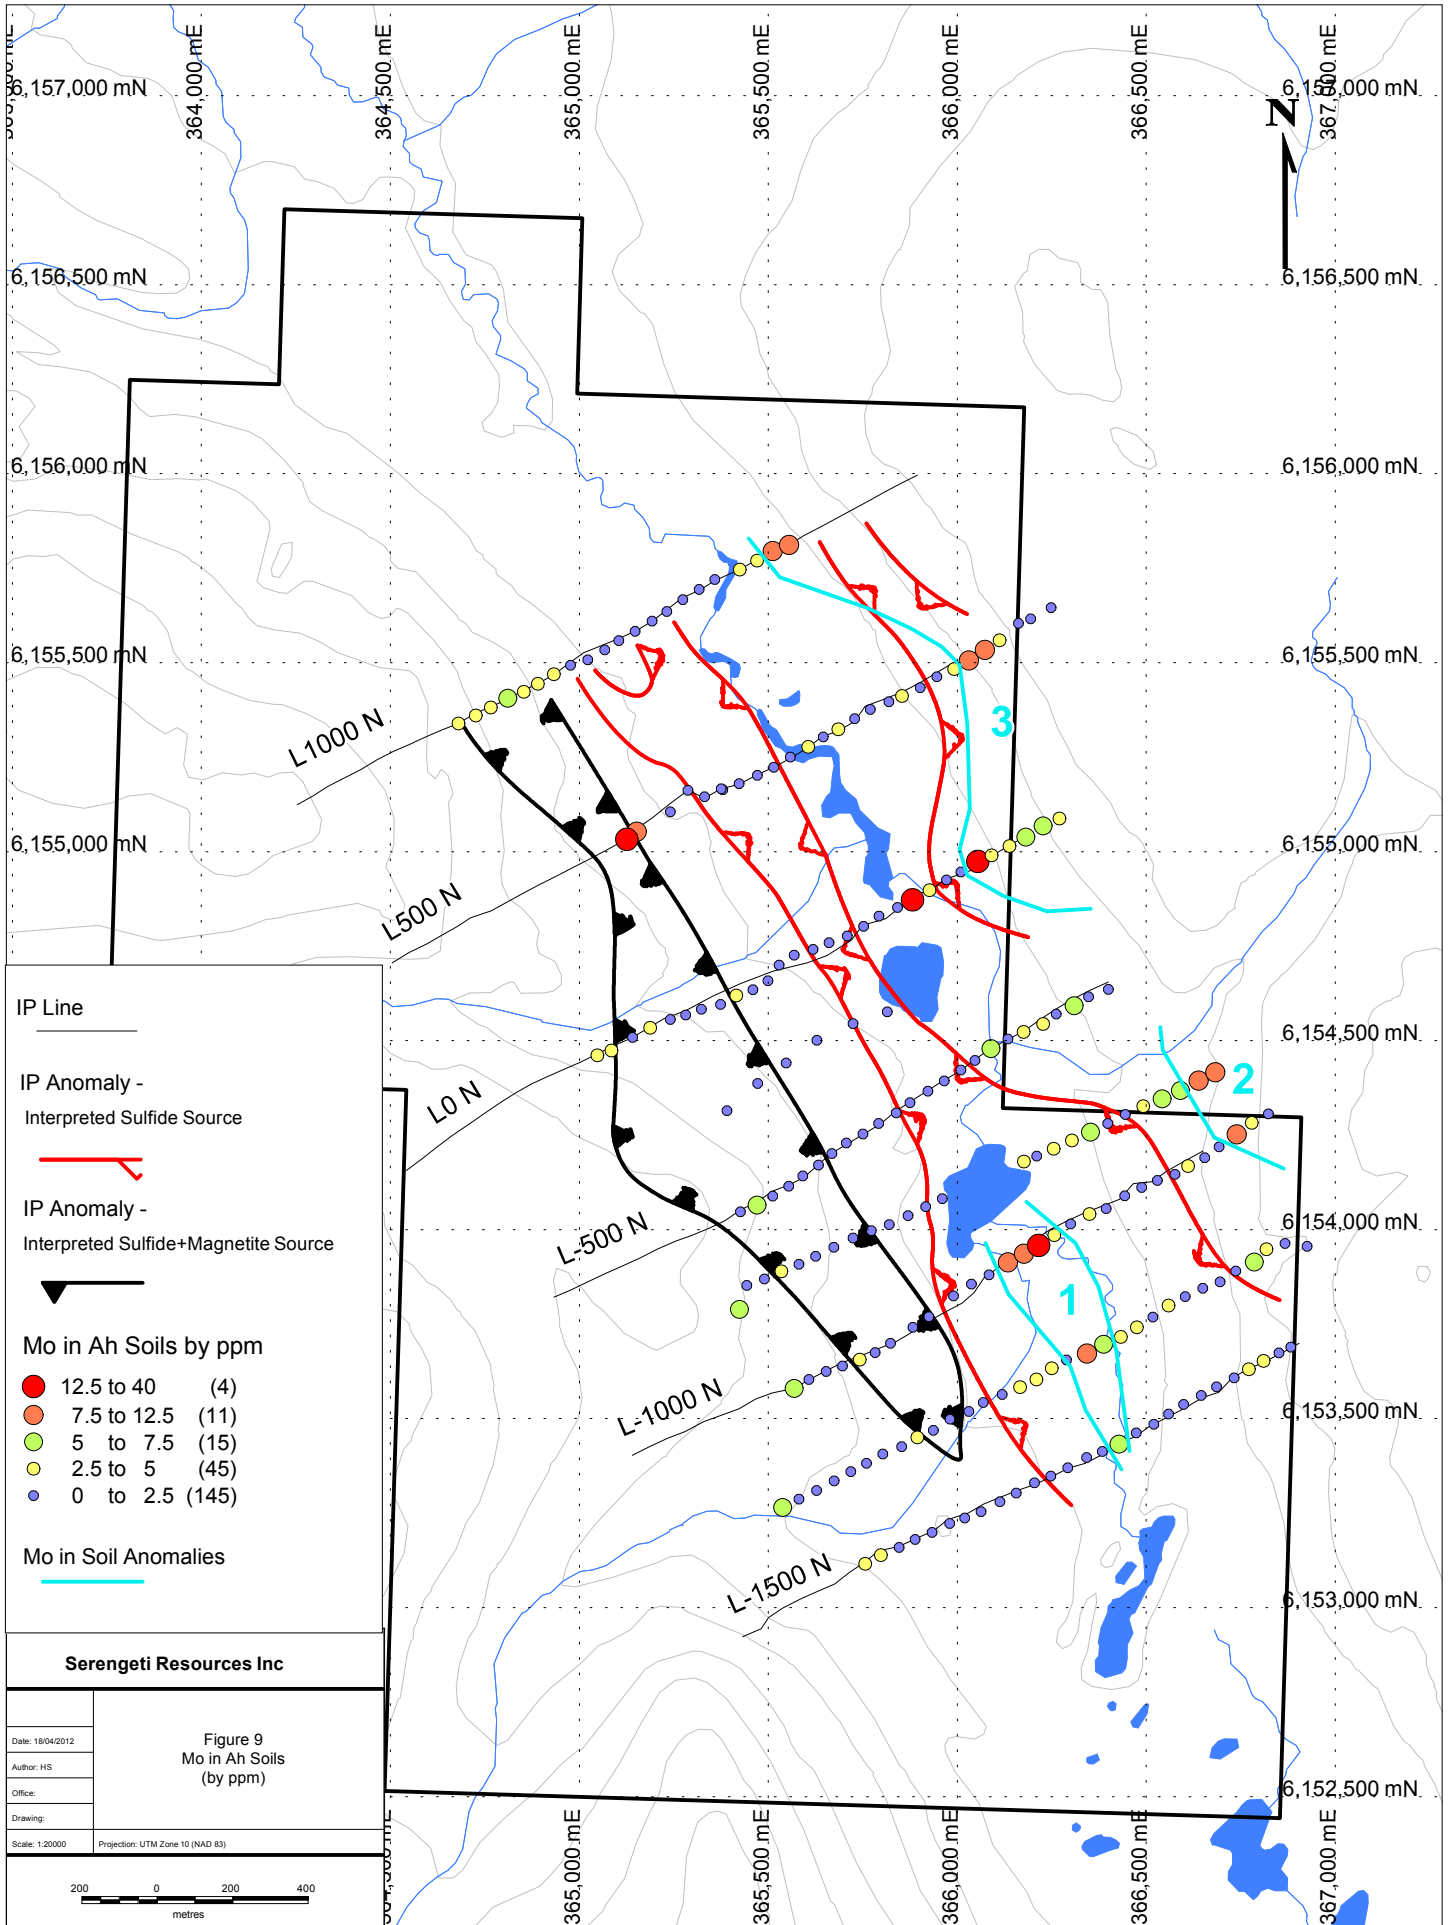 364,000 mE
364,500 mE
365,000 mE
365,500 mE
366,000 mE
366,500 mE
367,000 mE
6,157,000 mN
6,157,000 mN
N
6,156,500 mN
6,156,500 mN
6,156,000 mN
6,156,000 mN
6,155,500 mN
6,155,500 mN
L1000 N
3
6,155,000 mN
6,155,000 mN
L500 N
6,154,500 mN
L0 N
2
L-500 N
6,154,000 mN
1
L-1000 N
6,153,500 mN
L-1500 N
6,153,000 mN
6,152,500 mN
IP Line
IP Anomaly -
Interpreted Sulfide Source
IP Anomaly -
Interpreted Sulfide+Magnetite Source
Mo in Ah Soils by ppm
12.5 to 40 (4)
7.5 to 12.5 (11)
5 to 7.5 (15)
2.5 to 5 (45)
0 to 2.5 (145)
Mo in Soil Anomalies
Serengeti Resources Inc
Date: 18/04/2012
Author: HS
Office:
Drawing:
Scale: 1:20000
Figure 9
Mo in Ah Soils
(by ppm)
Projection: UTM Zone 10 (NAD 83)
200 0 200 400
metres
365,000 mE
365,500 mE
366,000 mE
366,500 mE
367,000 mE